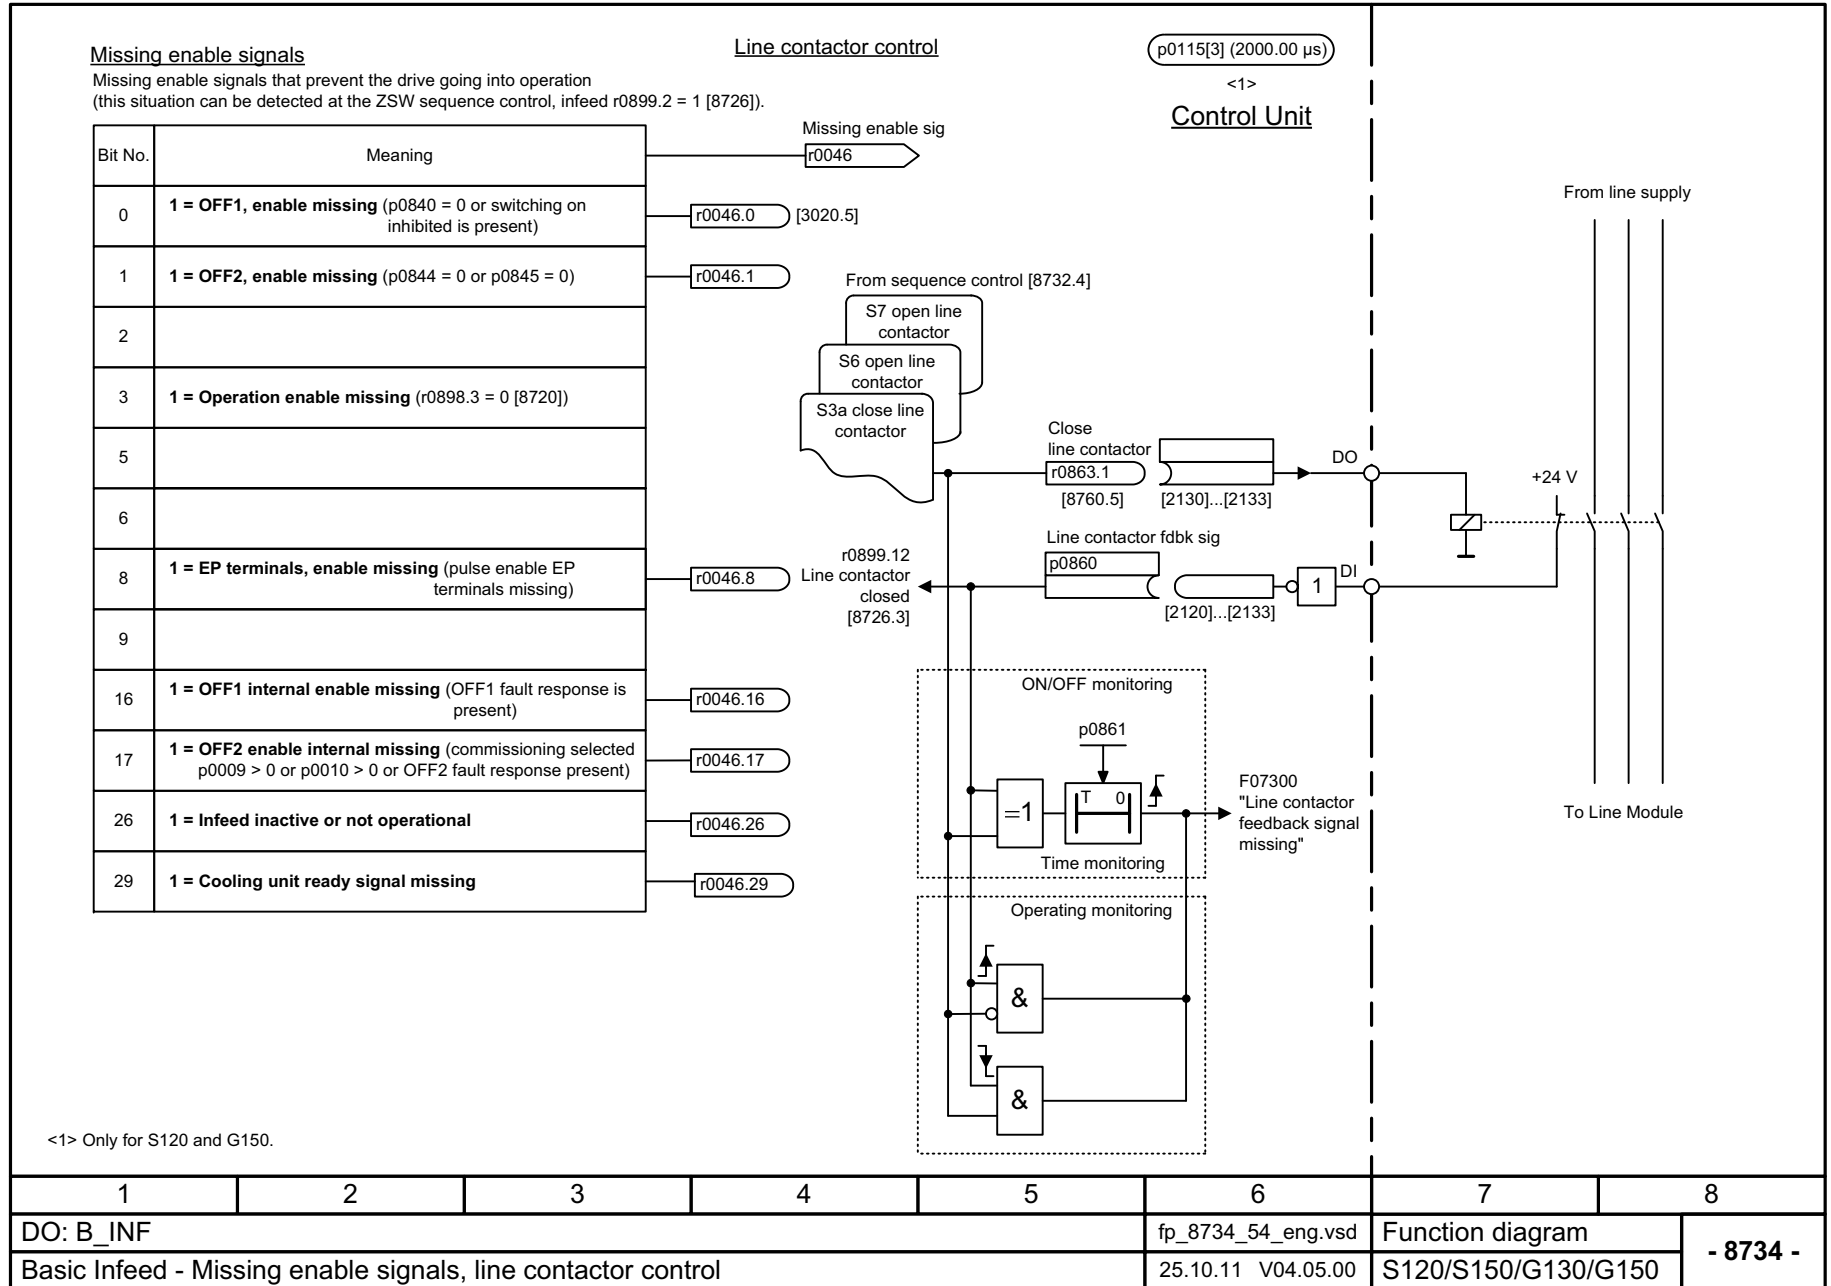 Missing enable signals
Missing enable signals that prevent the drive going into operation
(this situation can be detected at the ZSW sequence control, infeed r0899.2 = 1 [8726]).
Line contactor control
p0115[3] (2000.00 µs)
<1>
Control Unit
Bit No.
Meaning
Missing enable sig
r0046
0
1 = OFF1, enable missing (p0840 = 0 or switching on
inhibited is present)
r0046.0
[3020.5]
1
1 = OFF2, enable missing (p0844 = 0 or p0845 = 0)
r0046.1
2
3
1 = Operation enable missing (r0898.3 = 0 [8720])
5
6
8
1 = EP terminals, enable missing (pulse enable EP
terminals missing)
r0046.8
9
16
1 = OFF1 internal enable missing (OFF1 fault response is
present)
r0046.16
17
1 = OFF2 enable internal missing (commissioning selected
p0009 > 0 or p0010 > 0 or OFF2 fault response present)
r0046.17
26
1 = Infeed inactive or not operational
r0046.26
29
1 = Cooling unit ready signal missing
r0046.29
From sequence control [8732.4]
S7 open line
contactor
S6 open line
contactor
S3a close line
contactor
Close
line contactor
r0863.1
[8760.5]
[2130]...[2133]
DO
Line contactor fdbk sig
p0860
[2120]...[2133]
1
DI
r0899.12
Line contactor
closed
[8726.3]
From line supply
+24 V
To Line Module
ON/OFF monitoring
p0861
=1
T 0
Time monitoring
F07300
"Line contactor
feedback signal
missing"
Operating monitoring
&
&
<1> Only for S120 and G150.
1 2 3 4 5 6 7 8
DO: B_INF
fp_8734_54_eng.vsd
Function diagram
- 8734 -
Basic Infeed - Missing enable signals, line contactor control
25.10.11 V04.05.00
S120/S150/G130/G150